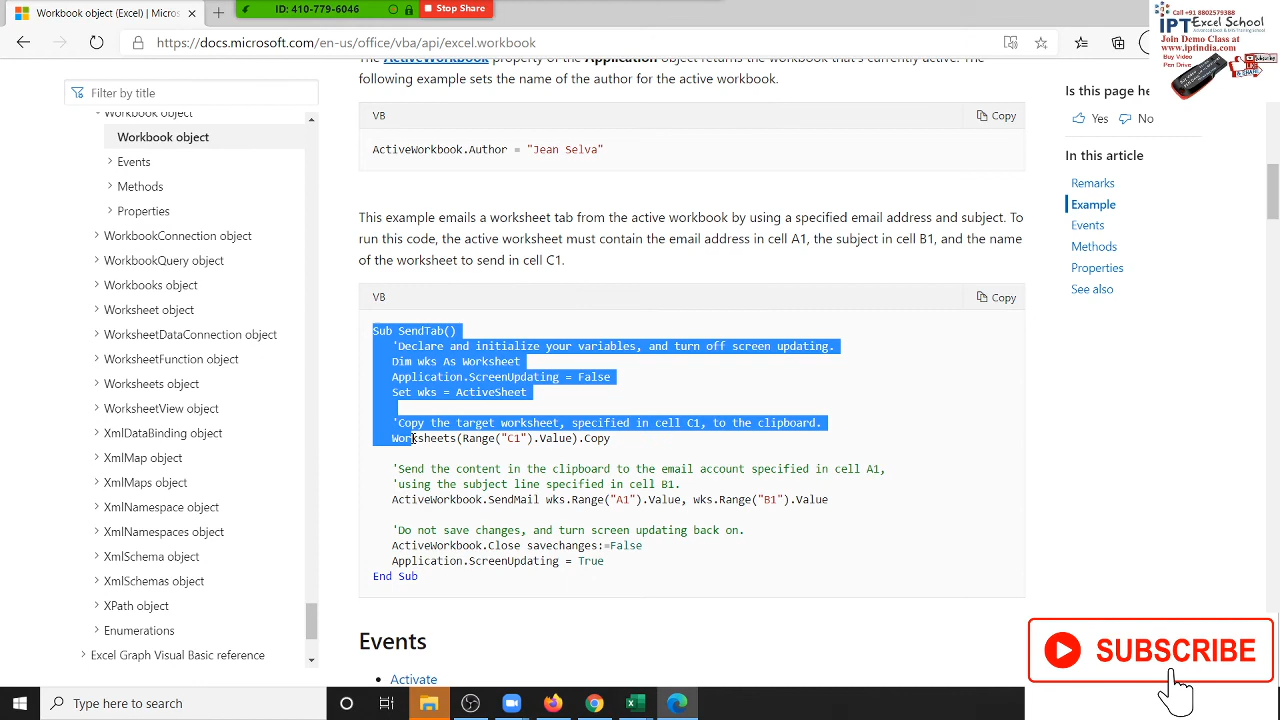 Workbook object (Excel) | Micros
ID: 410-779-6046
Stop Share
https://docs.microsoft.com/en-us/office/vba/api/excel.workbook
Call +91 8802579388
IPT Excel School
Join Demo Class at
www.iptindia.com
Buy Video
Pen Drive
Filter by title
Workbook object
Workbook object
Events
Methods
Properties
WorkbookConnection object
WorkbookQuery object
Workbooks object
Worksheet object
WorksheetDataConnection object
WorksheetFunction object
Worksheets object
WorksheetView object
XmlDataBinding object
XmlMap object
XmlMaps object
XmlNamespace object
XmlNamespaces object
XmlSchema object
XmlSchemas object
XPath object
Enumerations
Excel Graph Visual Basic reference
The ActiveWorkbook property of the Application object returns the workbook that's currently active. The
following example sets the name of the author for the active workbook.
VB
Copy
ActiveWorkbook.Author = "Jean Selva"
This example emails a worksheet tab from the active workbook by using a specified email address and subject. To
run this code, the active worksheet must contain the email address in cell A1, the subject in cell B1, and the name
of the worksheet to send in cell C1.
VB
Copy
Sub SendTab()
'Declare and initialize your variables, and turn off screen updating.
Dim wks As Worksheet
Application.ScreenUpdating = False
Set wks = ActiveSheet
'Copy the target worksheet, specified in cell C1, to the clipboard.
Worksheets(Range("C1").Value).Copy
'Send the content in the clipboard to the email account specified in cell A1,
'using the subject line specified in cell B1.
ActiveWorkbook.SendMail wks.Range("A1").Value, wks.Range("B1").Value
'Do not save changes, and turn screen updating back on.
ActiveWorkbook.Close savechanges:=False
Application.ScreenUpdating = True
End Sub
Events
Activate
Is this page he
Yes
No
In this article
Remarks
Example
Events
Methods
Properties
See also
SUBSCRIBE
Type here to search